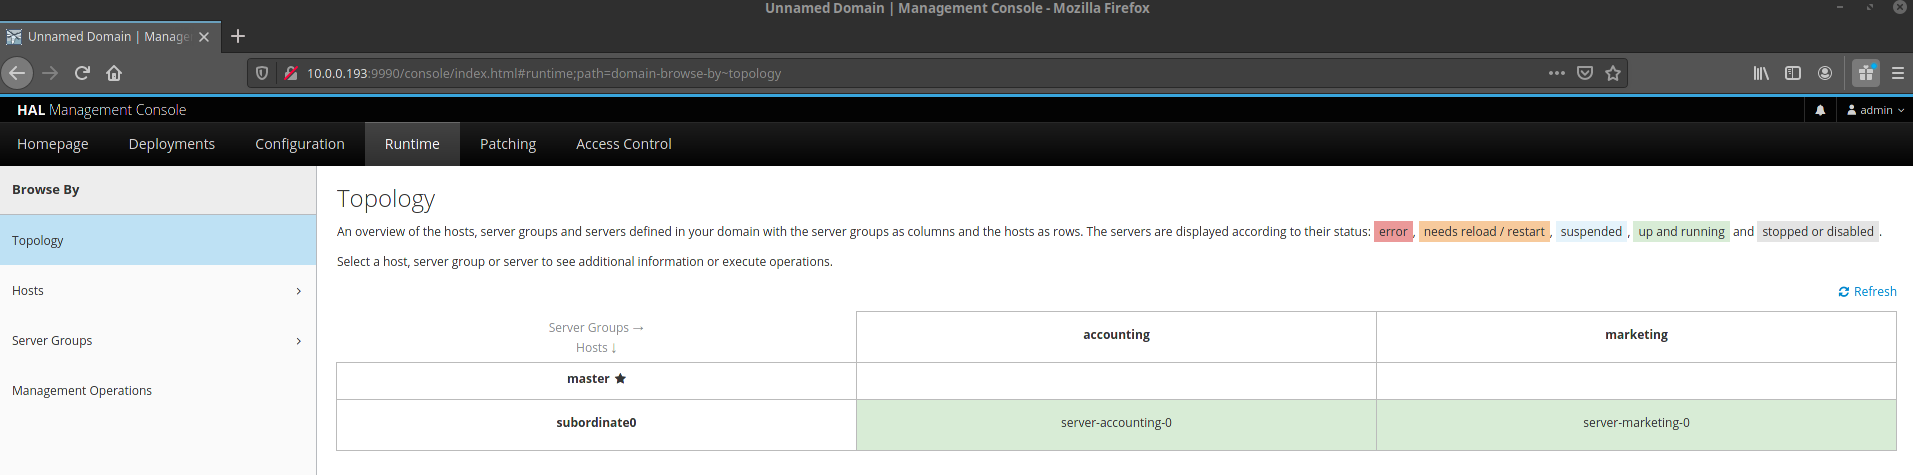 Unnamed Domain | Management Console - Mozilla Firefox
Unnamed Domain | Manage
10.0.0.193:9990/console/index.html#runtime;path=domain-browse-by~topology
HAL Management Console
admin
Homepage Deployments Configuration Runtime Patching Access Control
Browse By
Topology
Hosts
Server Groups
Management Operations
Topology
An overview of the hosts, server groups and servers defined in your domain with the server groups as columns and the hosts as rows. The servers are displayed according to their status: error, needs reload / restart, suspended, up and running and stopped or disabled.
Select a host, server group or server to see additional information or execute operations.
Refresh
Server Groups →
Hosts ↓
accounting marketing
master ★
subordinate0 server-accounting-0 server-marketing-0